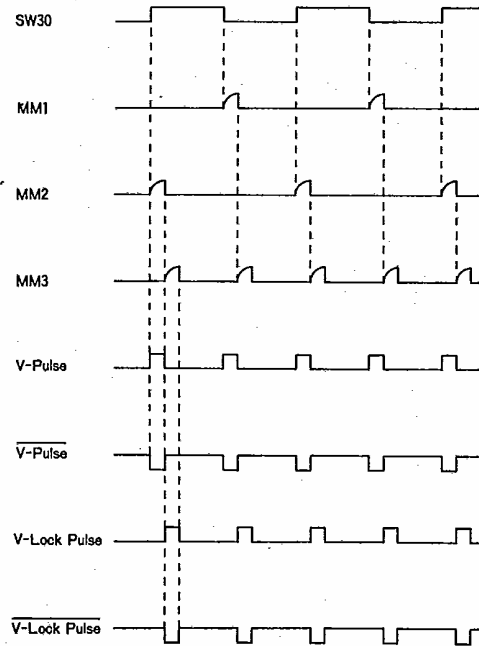 SW30
MM1
MM2
MM3
V-Pulse
V-Pulse
V-Lock Pulse
V-Lock Pulse